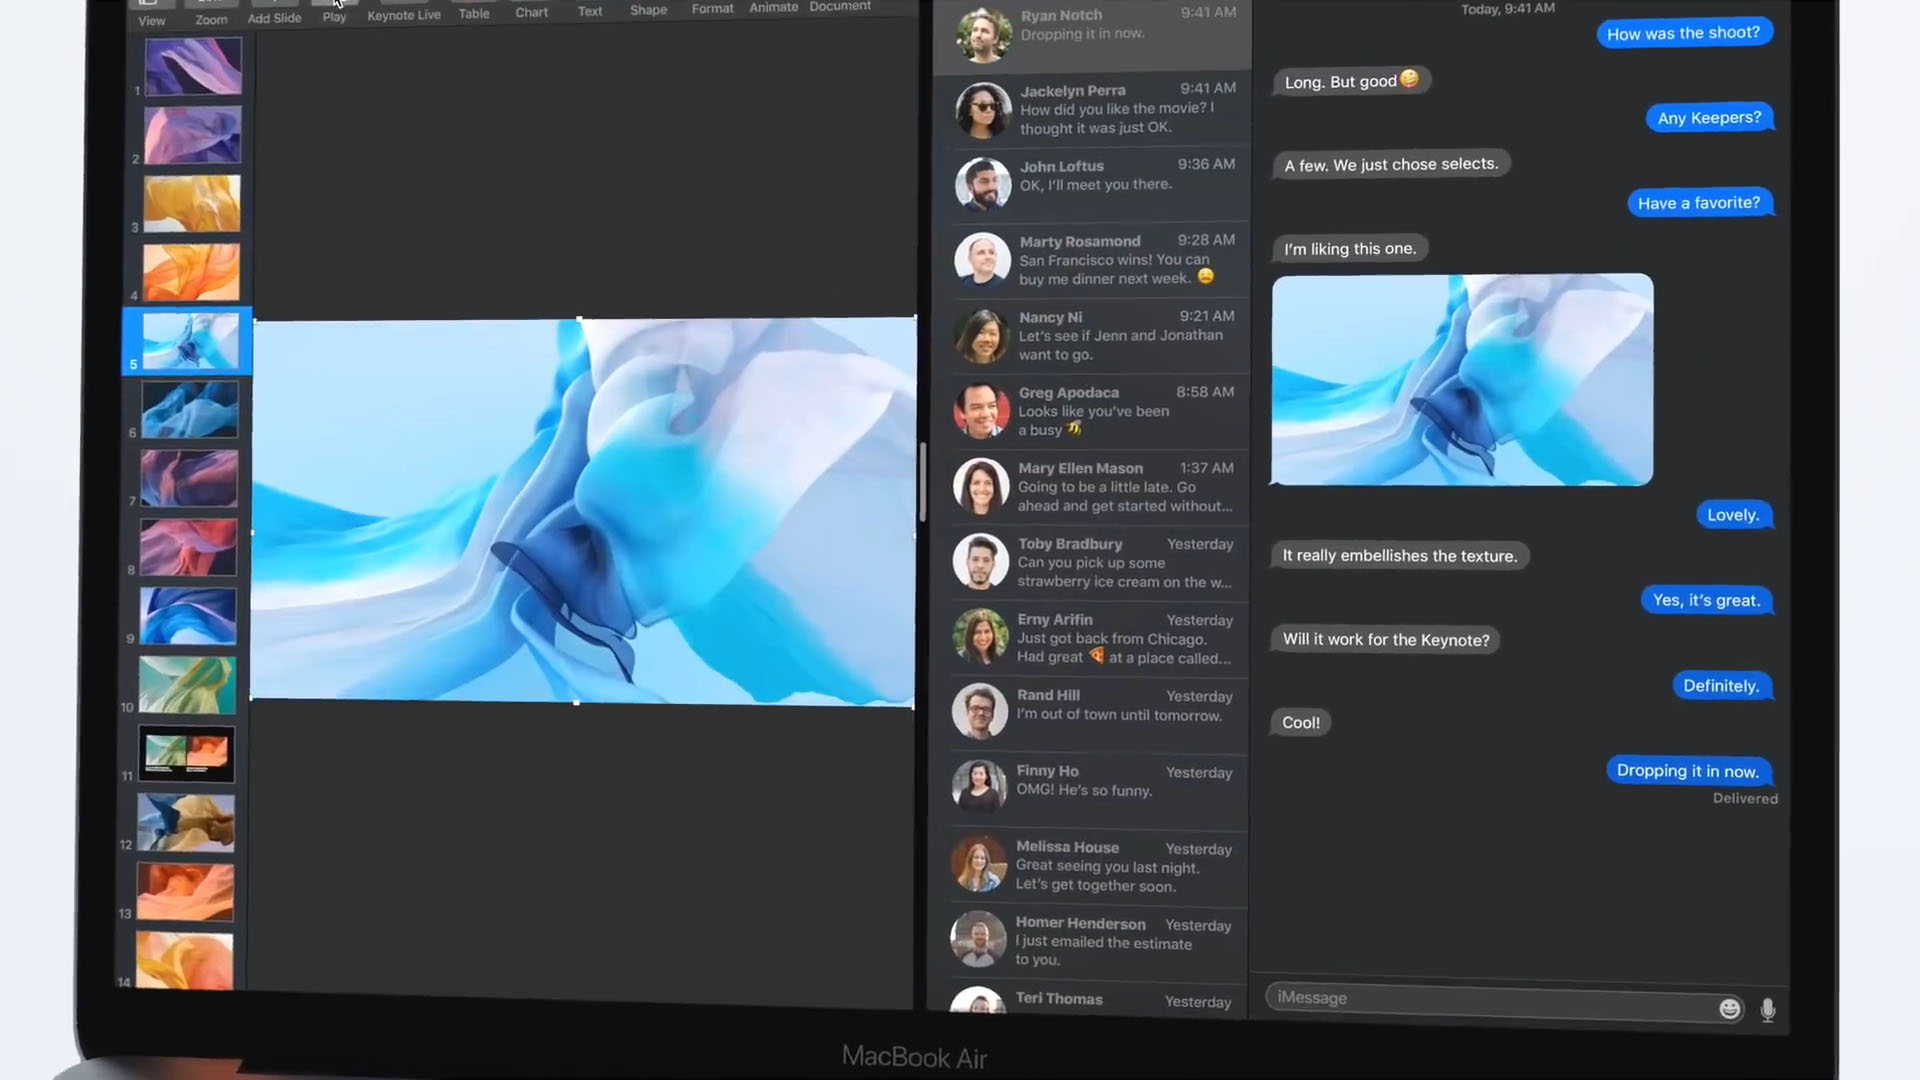 View
Zoom
Add Slide
Play
Keynote Live
Table
Chart
Text
Shape
Format
Animate
Document
1
2
3
4
5
6
7
8
9
10
11
12
13
14
Ryan Notch 9:41 AM
Dropping it in now.
Jackelyn Perra 9:41 AM
How did you like the movie? I
thought it was just OK.
John Loftus 9:36 AM
OK, I'll meet you there.
Marty Rosamond 9:28 AM
San Francisco wins! You can
buy me dinner next week. 😩
Nancy Ni 9:21 AM
Let's see if Jenn and Jonathan
want to go.
Greg Apodaca 8:58 AM
Looks like you've been
a busy 🐝
Mary Ellen Mason 1:37 AM
Going to be a little late. Go
ahead and get started without...
Toby Bradbury Yesterday
Can you pick up some
strawberry ice cream on the w...
Erny Arifin Yesterday
Just got back from Chicago.
Had great 🍕 at a place called...
Rand Hill Yesterday
I'm out of town until tomorrow.
Finny Ho Yesterday
OMG! He's so funny.
Melissa House Yesterday
Great seeing you last night.
Let's get together soon.
Homer Henderson Yesterday
I just emailed the estimate
to you.
Teri Thomas Yesterday
Today, 9:41 AM
How was the shoot?
Long. But good 🤪
Any Keepers?
A few. We just chose selects.
Have a favorite?
I'm liking this one.
Lovely.
It really embellishes the texture.
Yes, it's great.
Will it work for the Keynote?
Definitely.
Cool!
Dropping it in now.
Delivered
iMessage
MacBook Air